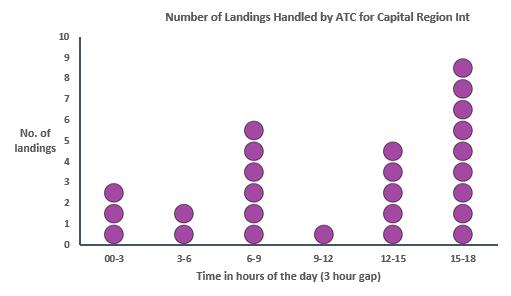 Number of Landings Handled by ATC for Capital Region Int
10
9
8
7
6
5
4
3
2
1
0
No. of
landings
00-3 3-6 6-9 9-12 12-15 15-18
Time in hours of the day (3 hour gap)